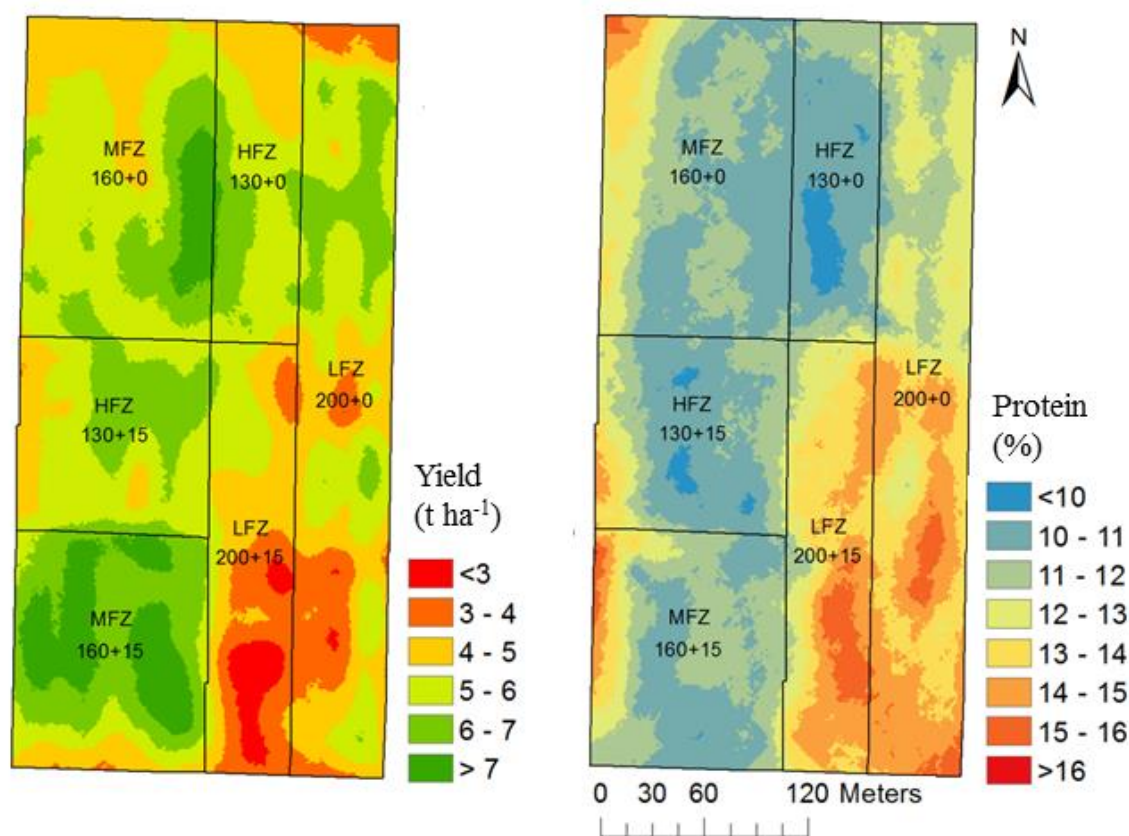 MFZ
160+0
HFZ
130+0
HFZ
130+15
LFZ
200+0
LFZ
200+15
MFZ
160+15
Yield
(t ha⁻¹)
<3
3 - 4
4 - 5
5 - 6
6 - 7
> 7
MFZ
160+0
HFZ
130+0
HFZ
130+15
LFZ
200+0
LFZ
200+15
MFZ
160+15
N
Protein
(%)
<10
10 - 11
11 - 12
12 - 13
13 - 14
14 - 15
15 - 16
>16
0 30 60 120 Meters